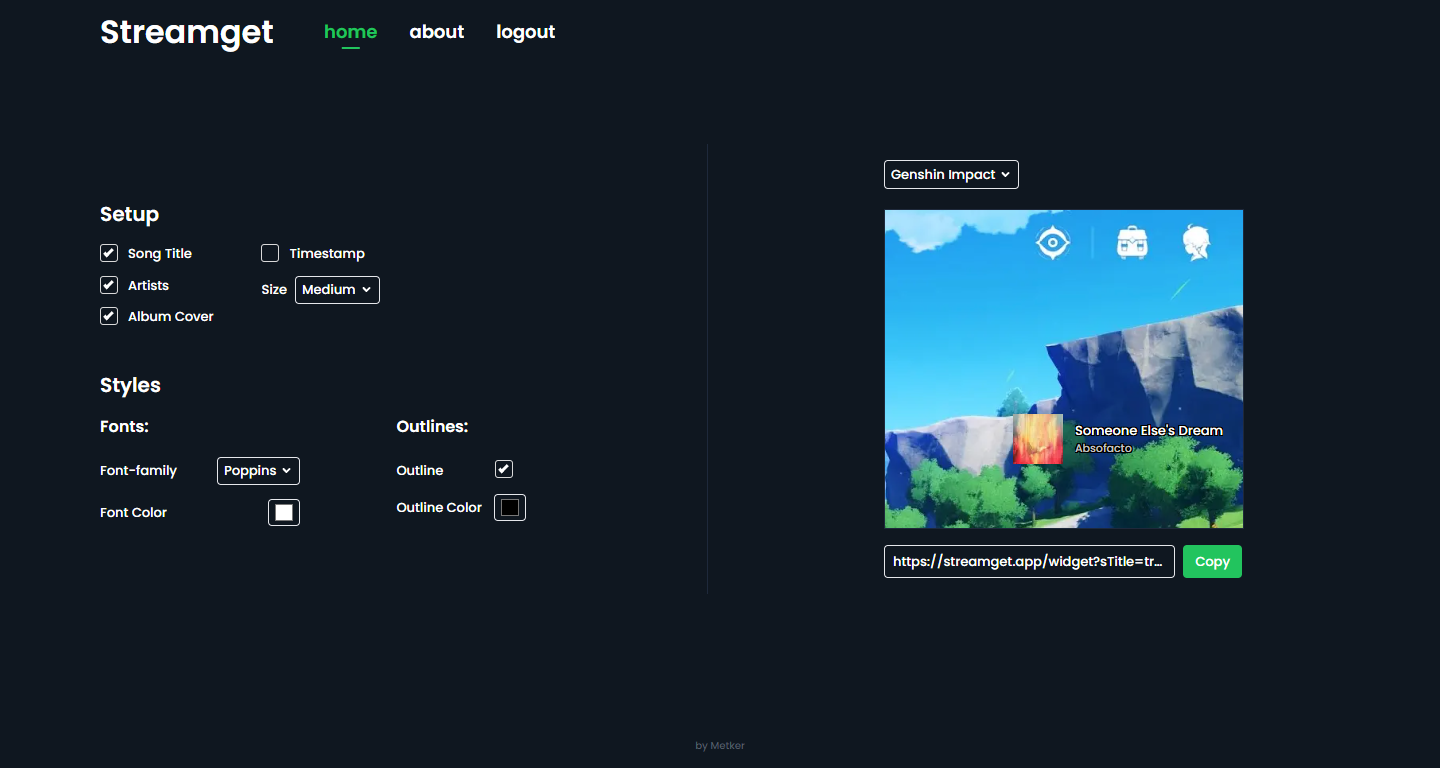 Streamget home about logout
Genshin Impact
Setup
Song Title Timestamp
Artists Size Medium
Album Cover
Styles
Fonts: Outlines:
Font-family Poppins Outline
Font Color Outline Color
Someone Else's Dream
Absofacto
https://streamget.app/widget?sTitle=tr... Copy
by Metker